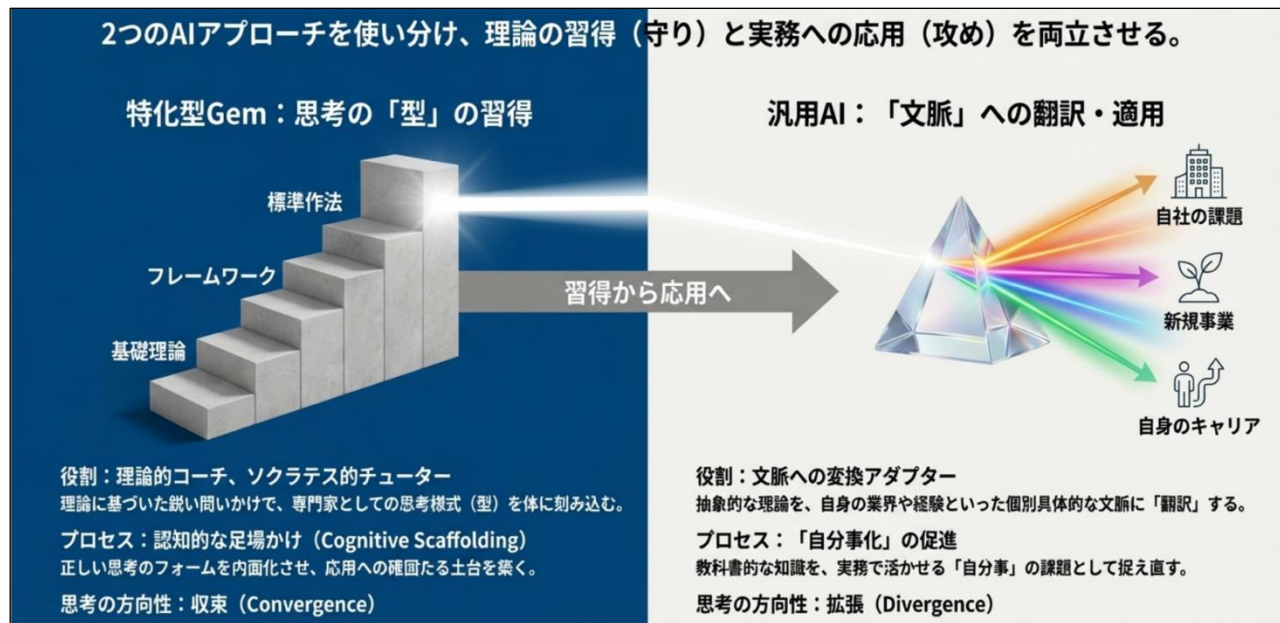 2つのAIアプローチを使い分け、理論の習得（守り）と実務への応用（攻め）を両立させる。
特化型Gem：思考の「型」の習得
標準作法
フレームワーク
基礎理論
習得から応用へ
役割：理論的コーチ、ソクラテス的チューター
理論に基づいた鋭い問いかけで、専門家としての思考様式（型）を体に刻み込む。
プロセス：認知的な足場かけ（Cognitive Scaffolding）
正しい思考のフォームを内面化させ、応用への確固たる土台を築く。
思考の方向性：収束（Convergence）
汎用AI：「文脈」への翻訳・適用
自社の課題
新規事業
自身のキャリア
役割：文脈への変換アダプター
抽象的な理論を、自身の業界や経験といった個別具体的な文脈に「翻訳」する。
プロセス：「自分事化」の促進
教科書的な知識を、実務で活かせる「自分事」の課題として捉え直す。
思考の方向性：拡張（Divergence）